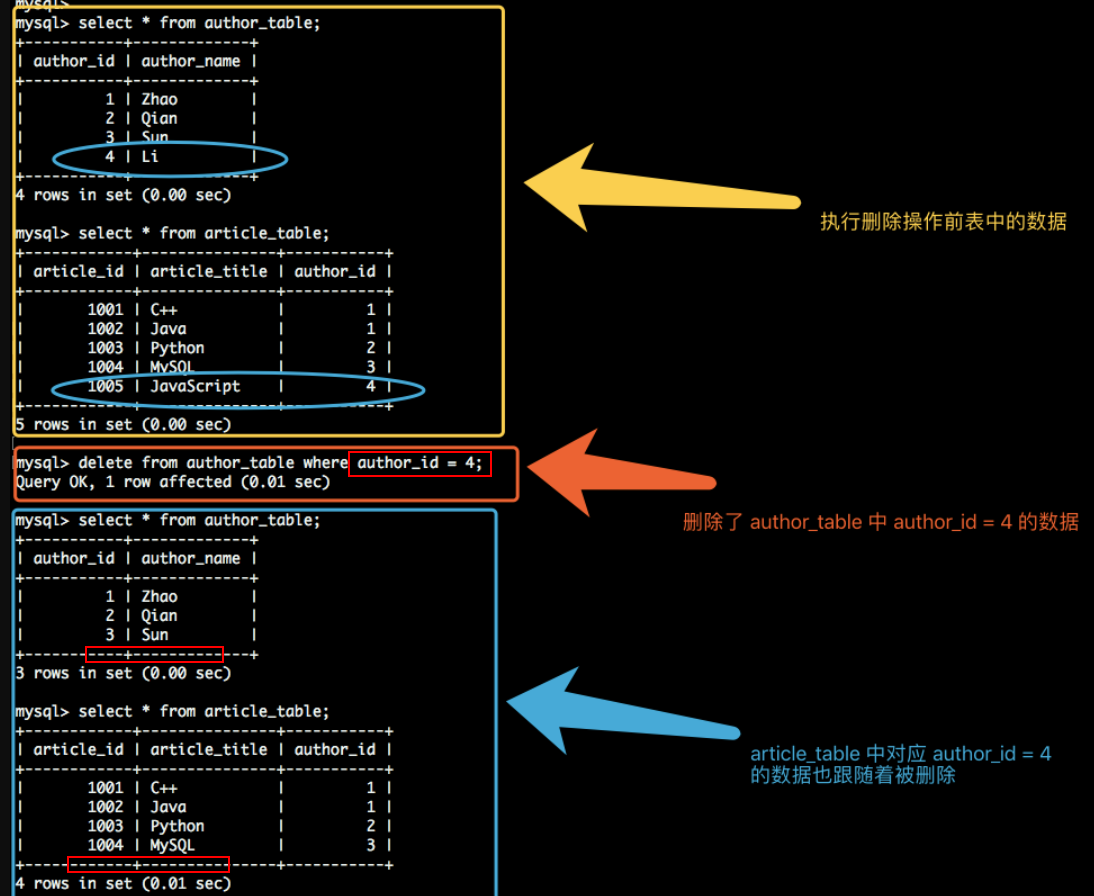 mysql>
mysql> select * from author_table;
+-----------+-------------+
| author_id | author_name |
+-----------+-------------+
|         1 | Zhao        |
|         2 | Qian        |
|         3 | Sun         |
|         4 | Li          |
+-----------+-------------+
4 rows in set (0.00 sec)
执行删除操作前表中的数据
mysql> select * from article_table;
+------------+---------------+-----------+
| article_id | article_title | author_id |
+------------+---------------+-----------+
|       1001 | C++           |         1 |
|       1002 | Java          |         1 |
|       1003 | Python        |         2 |
|       1004 | MySQL         |         3 |
|       1005 | JavaScript    |         4 |
+------------+---------------+-----------+
5 rows in set (0.00 sec)
mysql> delete from author_table where author_id = 4;
Query OK, 1 row affected (0.01 sec)
删除了 author_table 中 author_id = 4 的数据
mysql> select * from author_table;
+-----------+-------------+
| author_id | author_name |
+-----------+-------------+
|         1 | Zhao        |
|         2 | Qian        |
|         3 | Sun         |
+-----------+-------------+
3 rows in set (0.00 sec)
mysql> select * from article_table;
+------------+---------------+-----------+
| article_id | article_title | author_id |
+------------+---------------+-----------+
|       1001 | C++           |         1 |
|       1002 | Java          |         1 |
|       1003 | Python        |         2 |
|       1004 | MySQL         |         3 |
+------------+---------------+-----------+
4 rows in set (0.01 sec)
article_table 中对应 author_id = 4
的数据也跟随着被删除